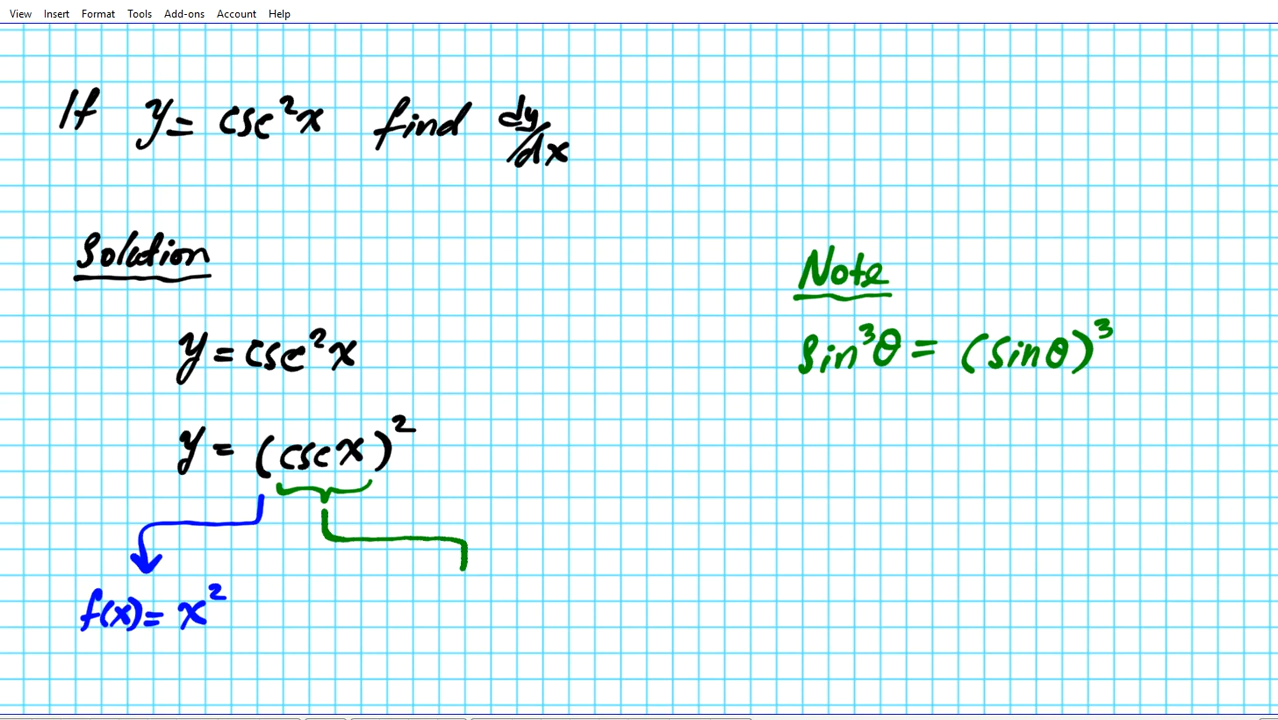 View Insert Format Tools Add-ons Account Help
If y = csc²x find dy/dx
Solution
y = csc²x
y = (csc x)²
f(x) = x²
Note
sin³θ = (sinθ)³